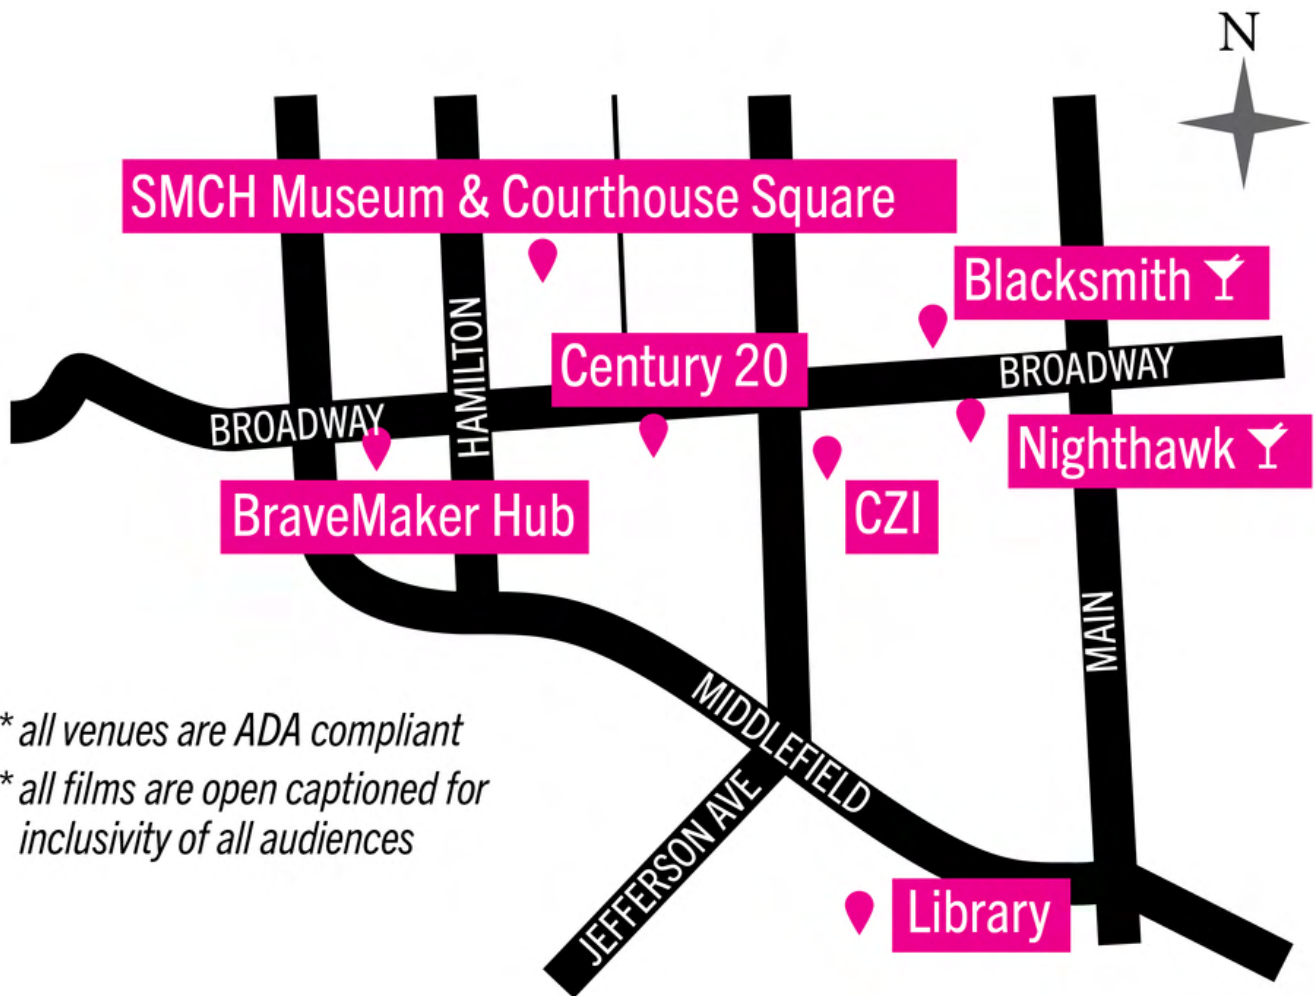 N
SMCH Museum & Courthouse Square
Blacksmith
HAMILTON
Century 20
BROADWAY
BROADWAY
Nighthawk
BraveMaker Hub
CZI
MAIN
MIDDLEFIELD
* all venues are ADA compliant
* all films are open captioned for
inclusivity of all audiences
JEFFERSON AVE
Library